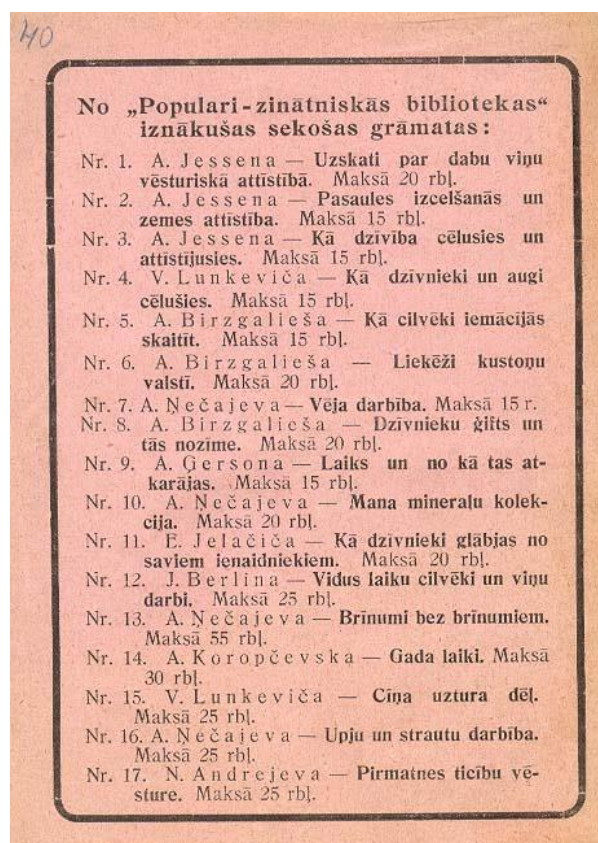 40
No „Populari-zinātniskās bibliotekas“
iznākušas sekošas grāmatas:
Nr. 1. A. Jessena — Uzskati par dabu viņu
vēsturiskā attīstībā. Maksā 20 rbļ.
Nr. 2. A. Jessena — Pasaules izcelšanās un
zemes attīstība. Maksā 15 rbļ.
Nr. 3. A. Jessena — Kā dzīvība cēlusies un
attīstījusies. Maksā 15 rbļ.
Nr. 4. V. Lunkeviča — Kā dzīvnieki un augi
cēlušies. Maksā 15 rbļ.
Nr. 5. A. Birzgalieša — Kā cilvēki iemācījās
skaitīt. Maksā 15 rbļ.
Nr. 6. A. Birzgalieša — Liekēži kustoņu
valstī. Maksā 20 rbļ.
Nr. 7. A. Ņečajeva — Vēja darbība. Maksā 15 r.
Nr. 8. A. Birzgalieša — Dzīvnieku ģifts un
tās nozīme. Maksā 20 rbļ.
Nr. 9. A. Ģersona — Laiks un no kā tas at-
karājas. Maksā 15 rbļ.
Nr. 10. A. Ņečajeva — Mana mineraļu kolek-
cija. Maksā 20 rbļ.
Nr. 11. E. Jelačiča — Kā dzīvnieki glābjas no
saviem ienaidniekiem. Maksā 20 rbļ.
Nr. 12. J. Berlina — Vidus laiku cilvēki un viņu
darbi. Maksā 25 rbļ.
Nr. 13. A. Ņečajeva — Brīnumi bez brīnumiem.
Maksā 55 rbļ.
Nr. 14. A. Koropčevska — Gada laiki. Maksā
30 rbļ.
Nr. 15. V. Lunkeviča — Cīņa uztura dēļ.
Maksā 25 rbļ.
Nr. 16. A. Ņečajeva — Upju un strautu darbība.
Maksā 25 rbļ.
Nr. 17. N. Andrejeva — Pirmatnes ticību vē-
sture. Maksā 25 rbļ.